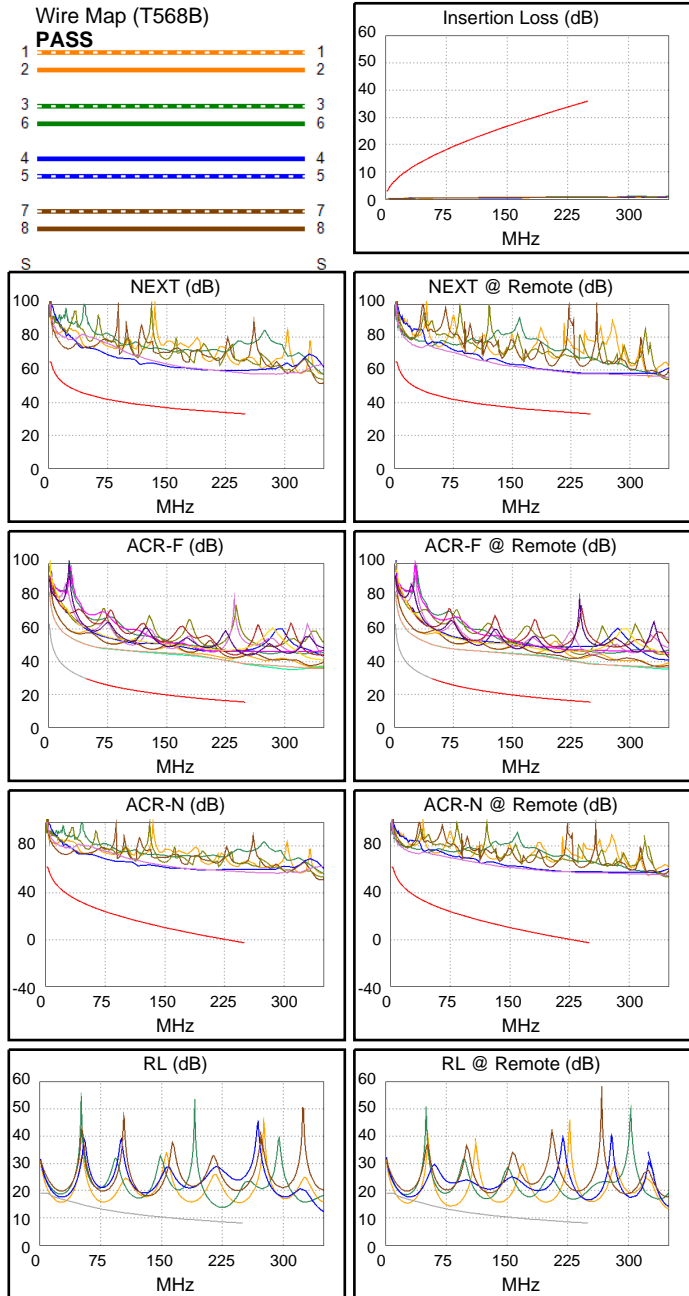 Wire Map (T568B)
PASS
1 1
2 2
3 3
6 6
4 4
5 5
7 7
8 8
S S
Insertion Loss (dB)
60
50
40
30
20
10
0
0 75 150 225 300
MHz
NEXT (dB)
100
80
60
40
20
0
0 75 150 225 300
MHz
NEXT @ Remote (dB)
100
80
60
40
20
0
0 75 150 225 300
MHz
ACR-F (dB)
100
80
60
40
20
0
0 75 150 225 300
MHz
ACR-F @ Remote (dB)
100
80
60
40
20
0
0 75 150 225 300
MHz
ACR-N (dB)
80
40
0
-40
0 75 150 225 300
MHz
ACR-N @ Remote (dB)
80
40
0
-40
0 75 150 225 300
MHz
RL (dB)
60
50
40
30
20
10
0
0 75 150 225 300
MHz
RL @ Remote (dB)
60
50
40
30
20
10
0
0 75 150 225 300
MHz